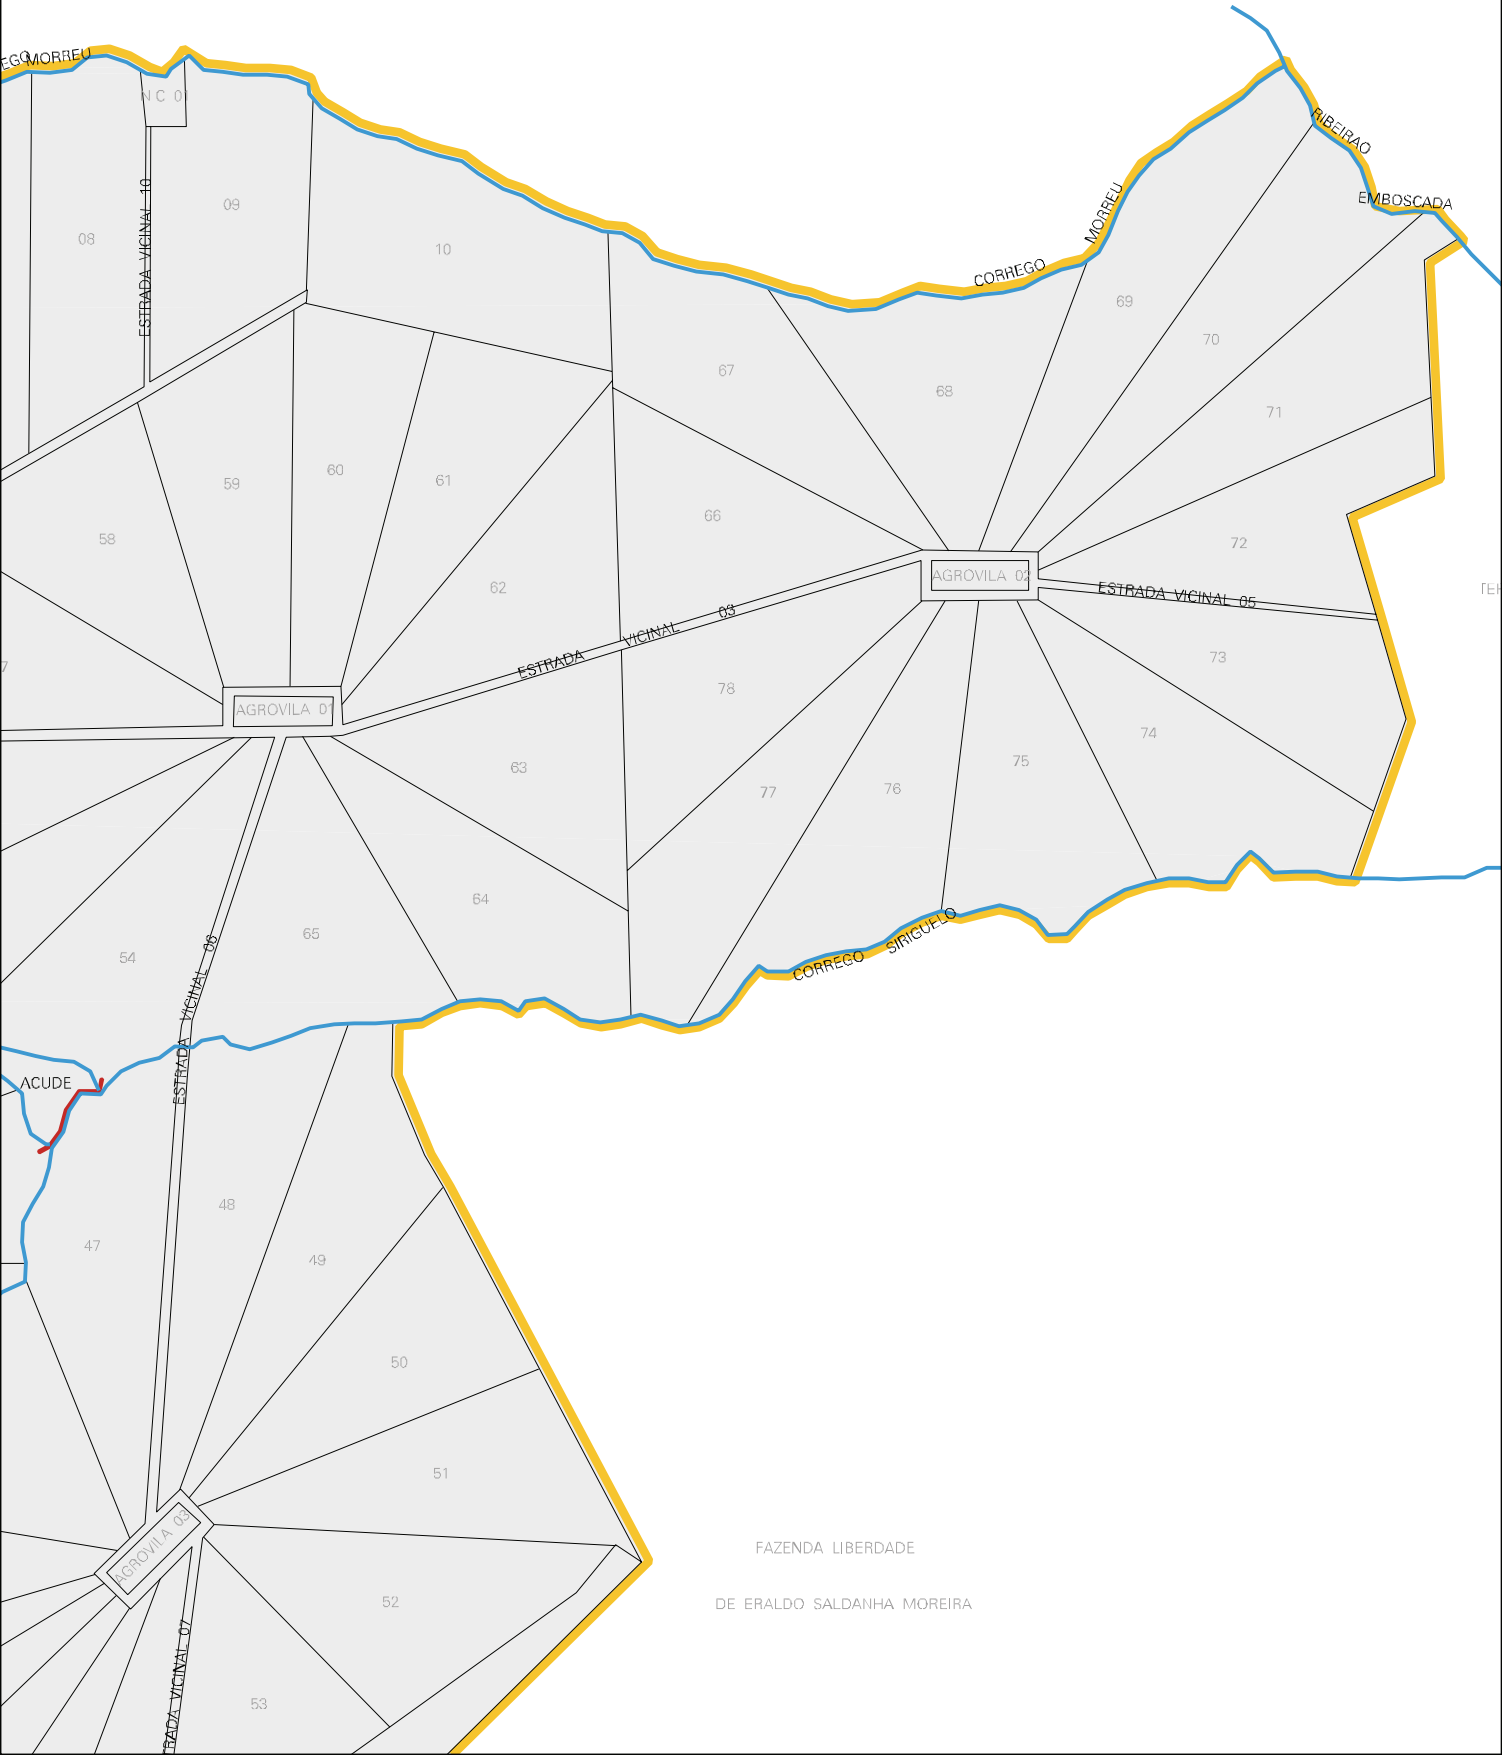 MORREU
N C 01
09
08
ESTRADA VICINAL 10
10
RIBEIRAO
EMBOSCADA
MORREU
CORREGO
69
70
67
68
71
59
60
61
66
58
62
72
AGROVILA 02
ESTRADA VICINAL 05
ESTRADA VICINAL 03
73
78
AGROVILA 01
74
63
75
77
76
64
65
54
CORREGO SIRIGUELO
ESTRADA VICINAL 06
ACUDE
48
47
49
50
51
AGROVILA 03
FAZENDA LIBERDADE
DE ERALDO SALDANHA MOREIRA
52
VICINAL 07
53